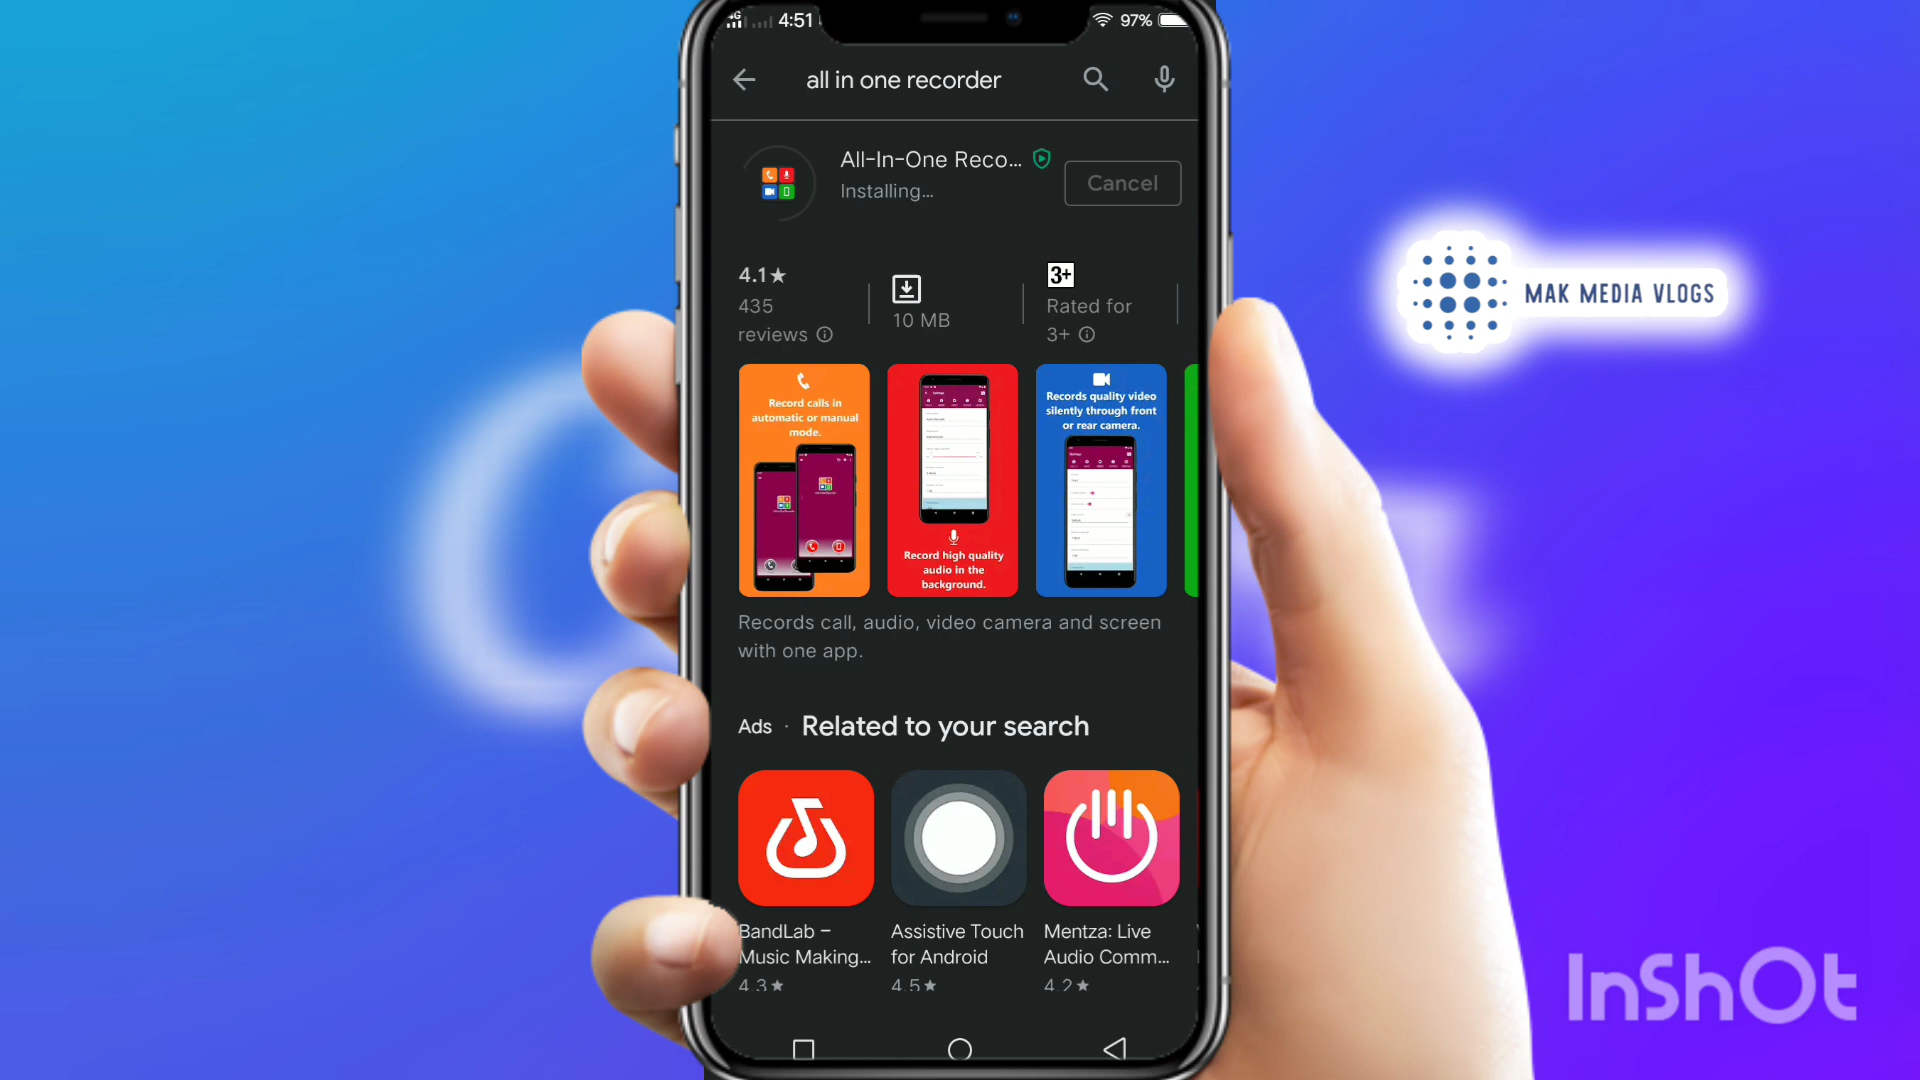 4G 4:51 97%
all in one recorder
All-In-One Reco...
Installing...
Cancel
4.1★
435
reviews
10 MB
3+
Rated for
3+
Record calls in
automatic or manual
mode.
Record high quality
audio in the
background.
Records quality video
silently through front
or rear camera.
Records call, audio, video camera and screen
with one app.
Ads · Related to your search
BandLab –
Music Making...
4.3★
Assistive Touch
for Android
4.5★
Mentza: Live
Audio Comm...
4.2★
MAK MEDIA VLOGS
InShOt